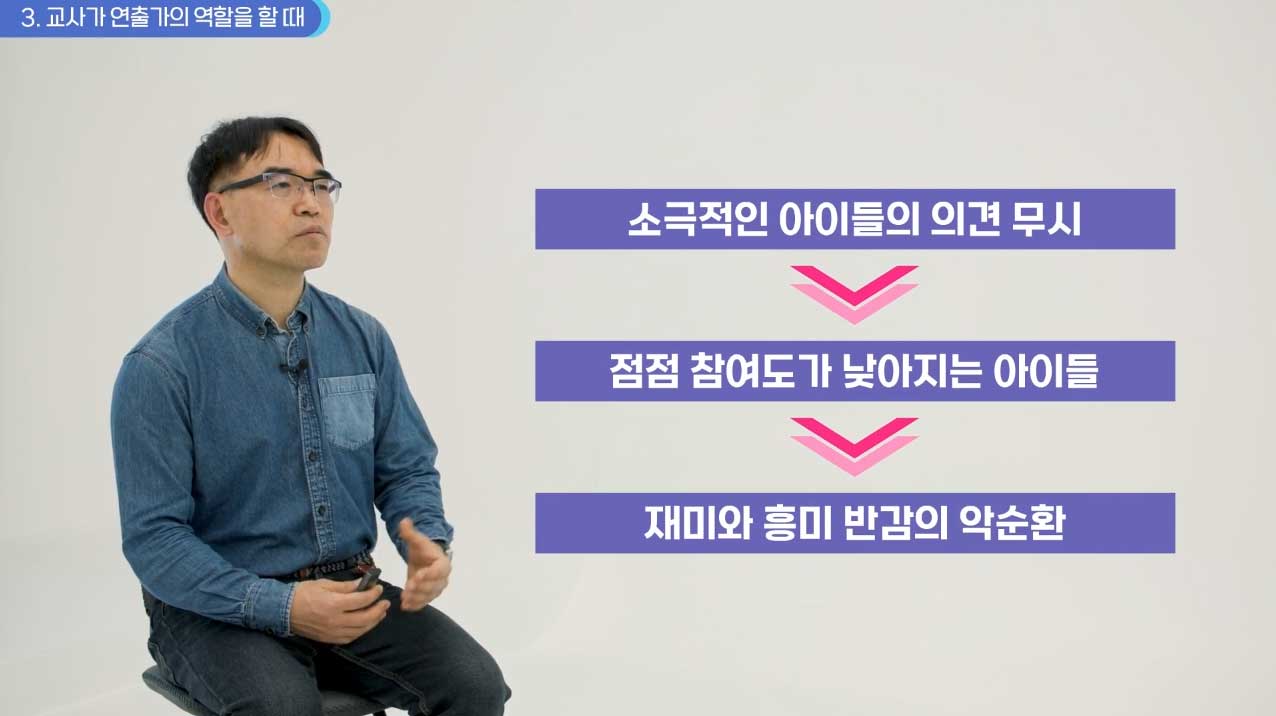 3. 교사가 연출가의 역할을 할 때
소극적인 아이들의 의견 무시
점점 참여도가 낮아지는 아이들
재미와 흥미 반감의 악순환